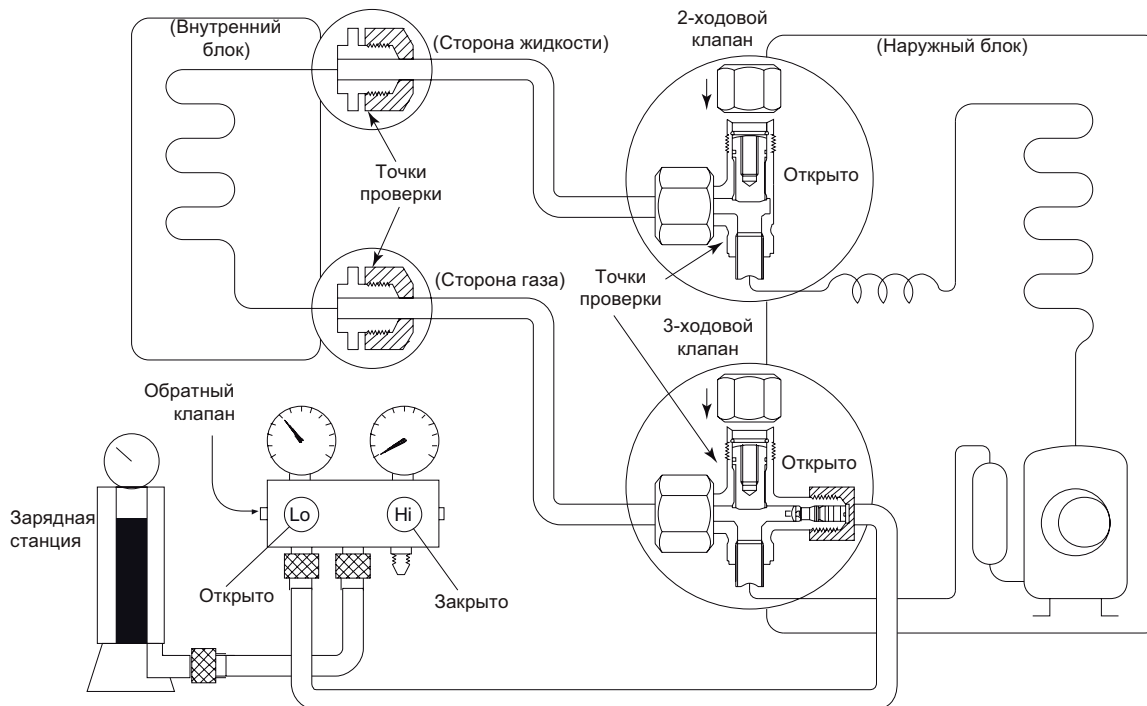 (Внутренний
блок)
(Сторона жидкости)
2-ходовой
клапан
(Наружный блок)
Открыто
Точки
проверки
(Сторона газа)
Точки
проверки
3-ходовой
клапан
Обратный
клапан
Открыто
Зарядная
станция
Lo
Hi
Открыто
Закрыто